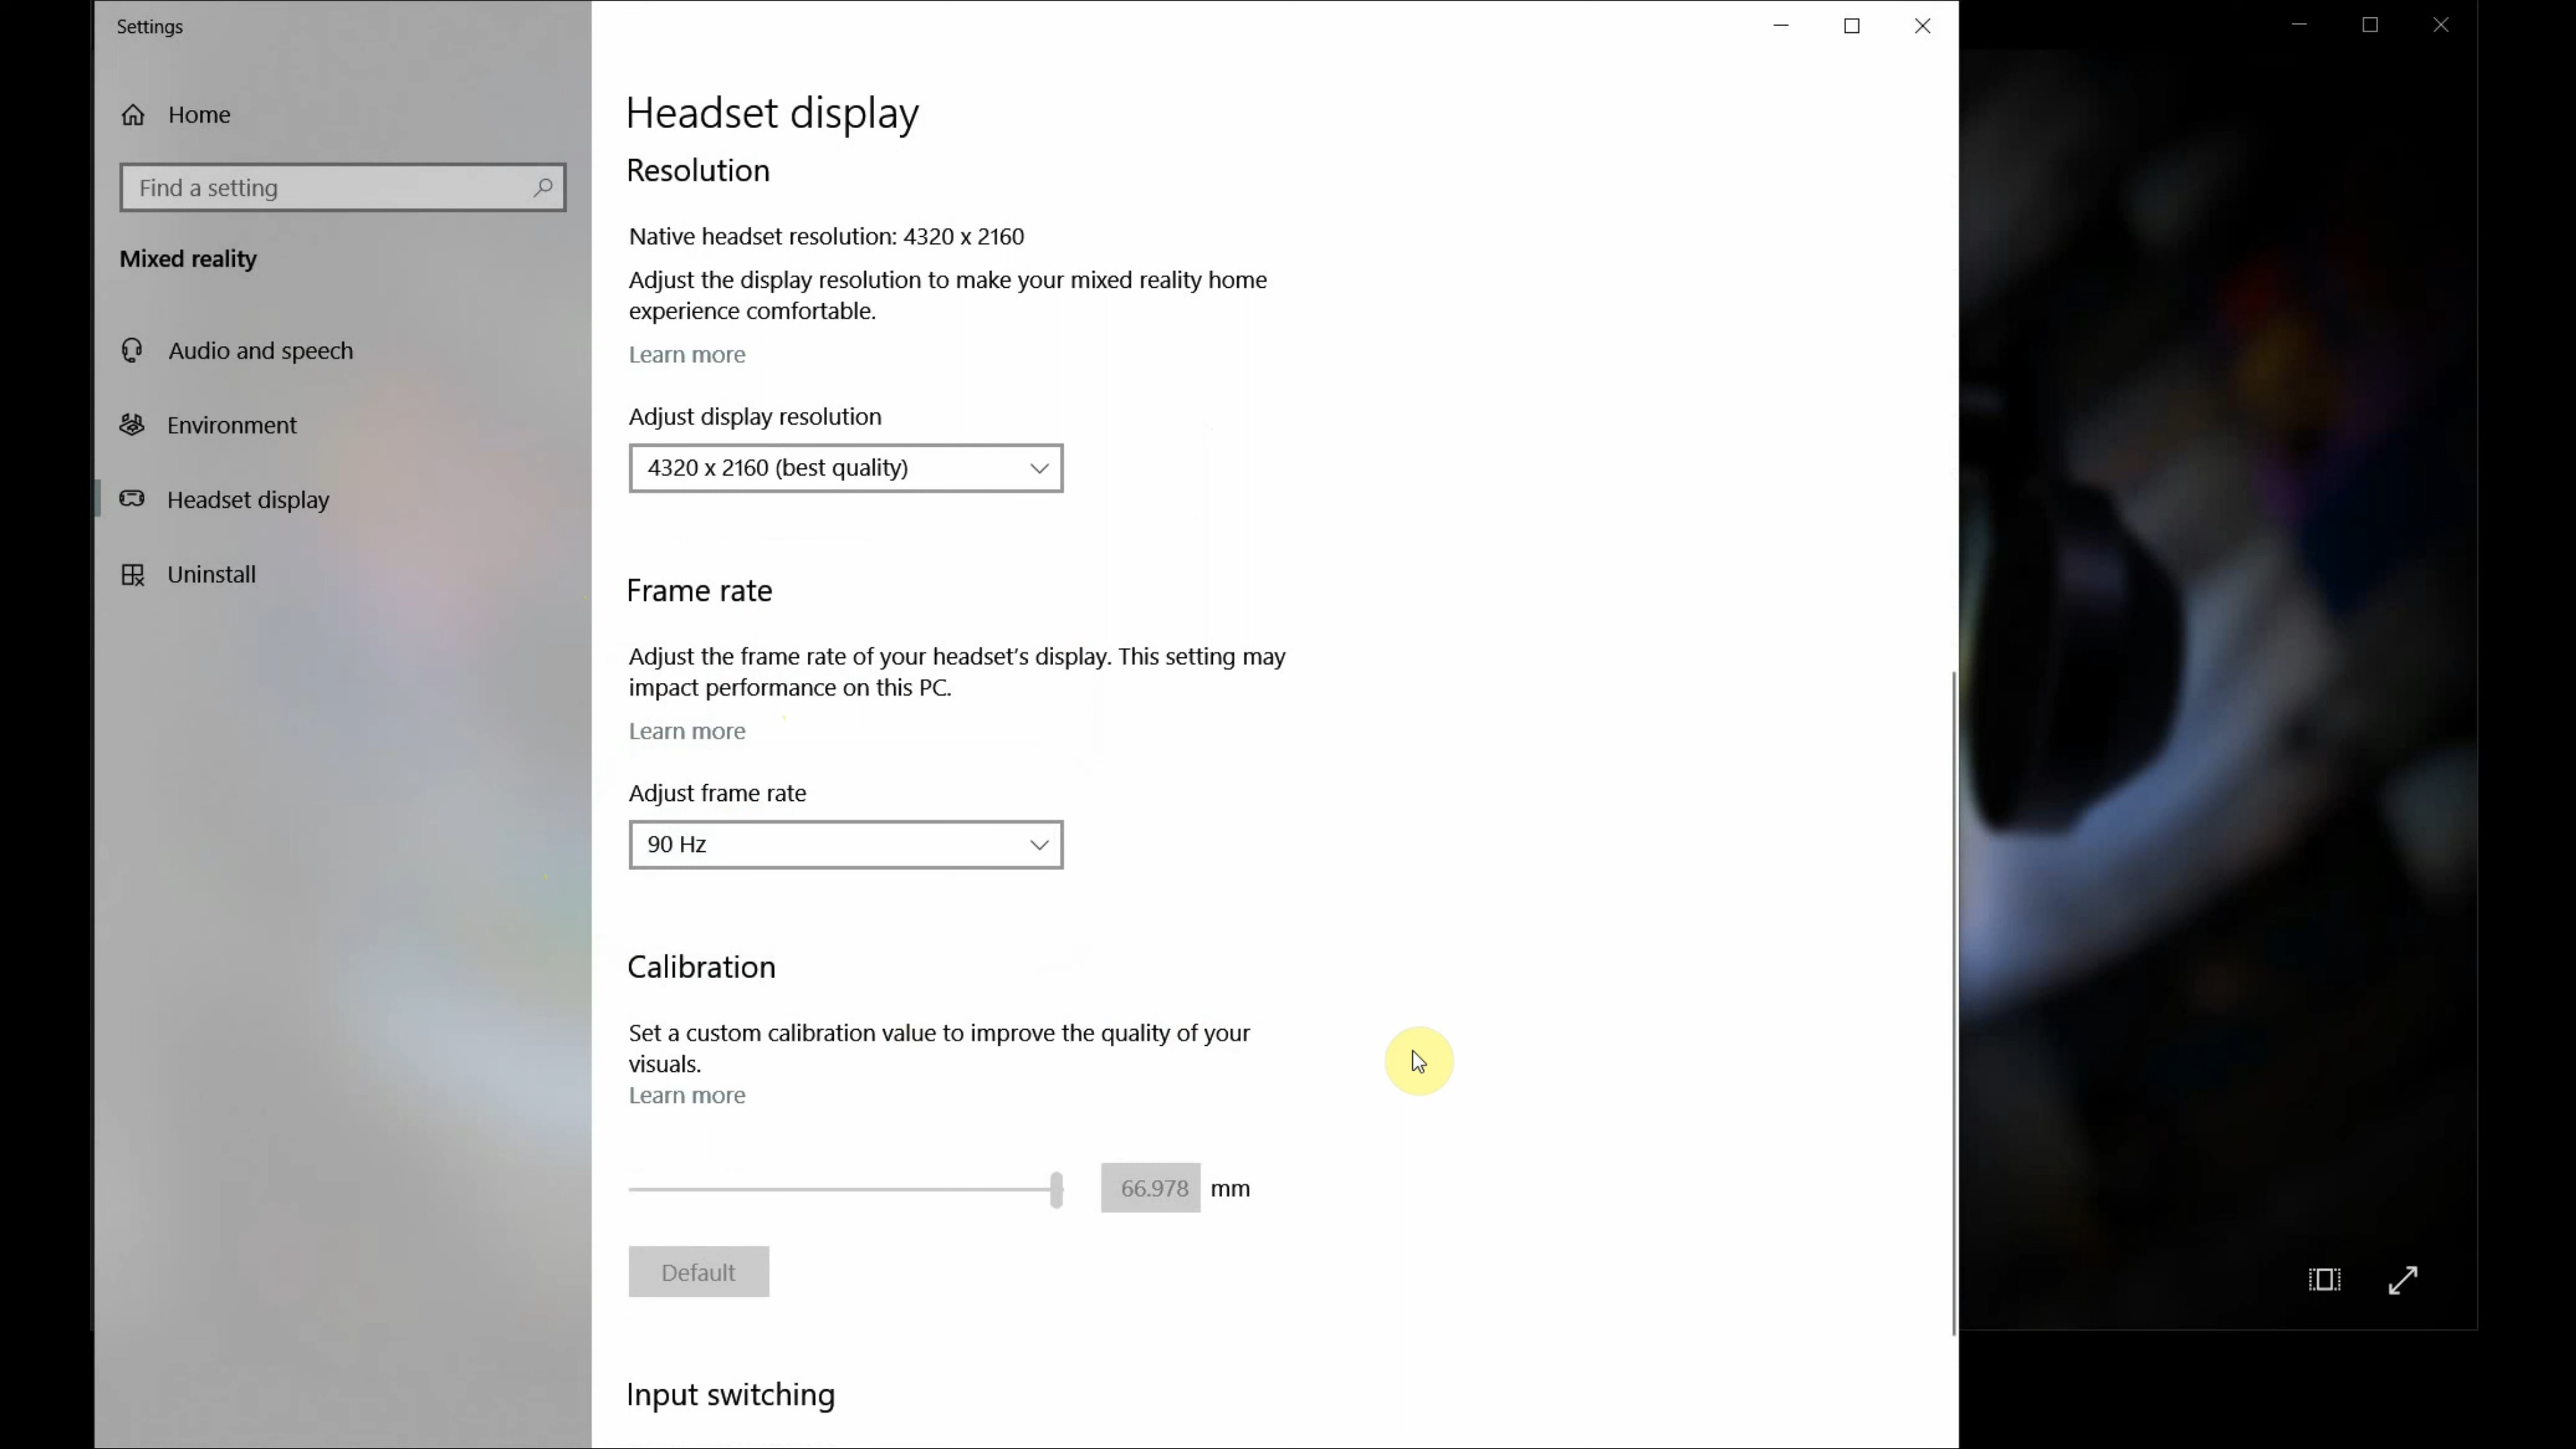 Settings
Home
Find a setting
Mixed reality
Audio and speech
Environment
Headset display
Uninstall
Headset display
Resolution
Native headset resolution: 4320 x 2160
Adjust the display resolution to make your mixed reality home
experience comfortable.
Learn more
Adjust display resolution
4320 x 2160 (best quality)
Frame rate
Adjust the frame rate of your headset's display. This setting may
impact performance on this PC.
Learn more
Adjust frame rate
90 Hz
Calibration
Set a custom calibration value to improve the quality of your
visuals.
Learn more
66.978 mm
Default
Input switching